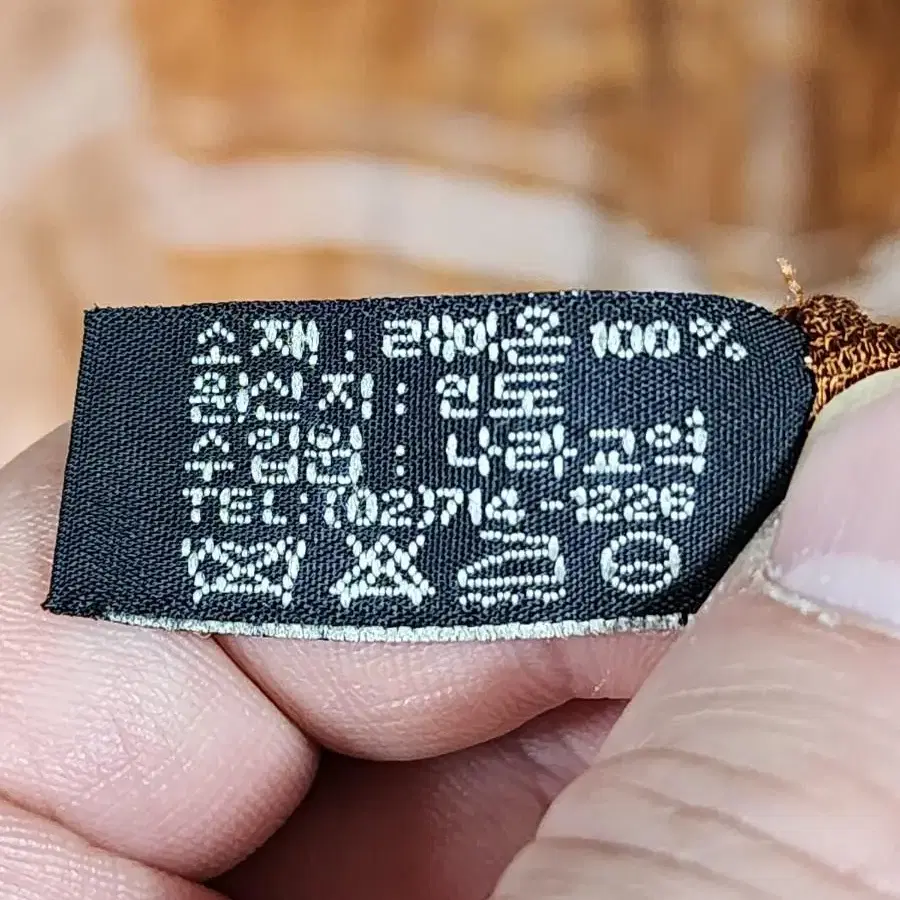 소 재 : 레이온 100 %
원산지 : 인도
수입원 : 나라교역
TEL:(02)714-1226